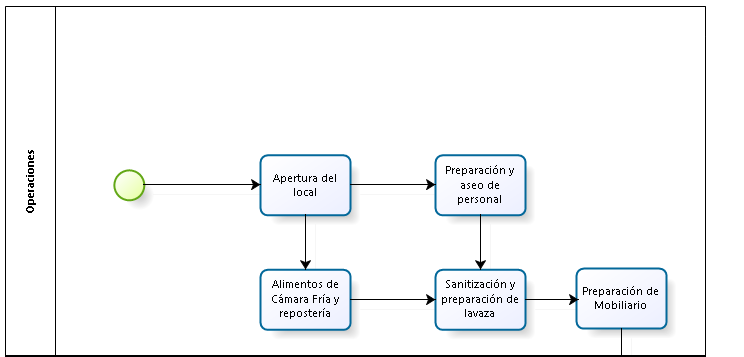 Operaciones
Apertura del
local
Preparación y
aseo de
personal
Alimentos de
Cámara Fría y
repostería
Sanitización y
preparación de
lavaza
Preparación de
Mobiliario